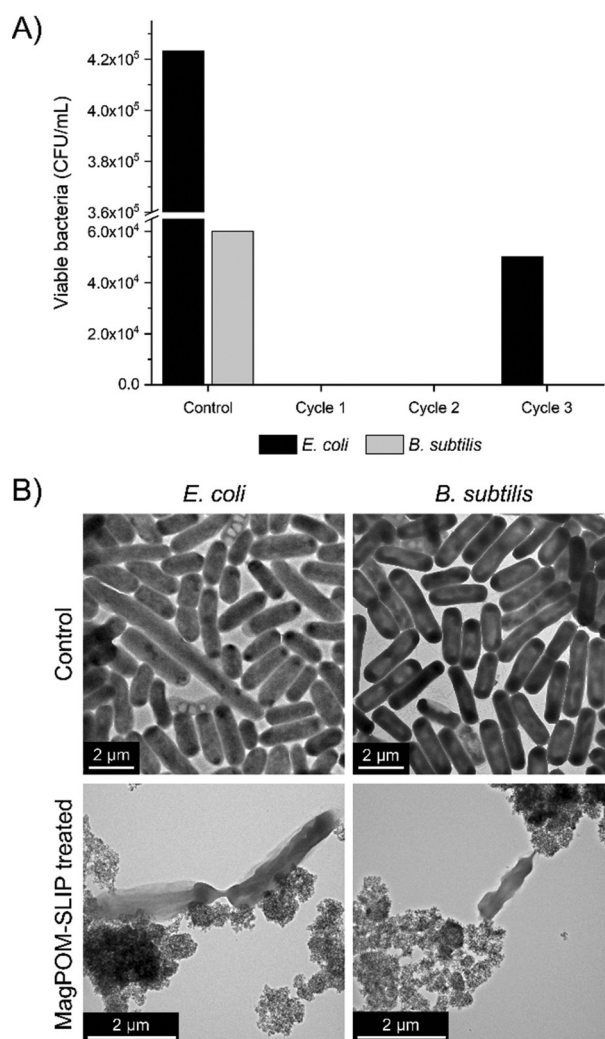 A)
Viable bacteria (CFU/mL)
4.2x10⁵
4.0x10⁵
3.8x10⁵
3.6x10⁵
6.0x10⁴
4.0x10⁴
2.0x10⁴
0.0
Control
Cycle 1
Cycle 2
Cycle 3
E. coli
B. subtilis
B)
E. coli
B. subtilis
Control
2 µm
2 µm
MagPOM-SLIP treated
2 µm
2 µm